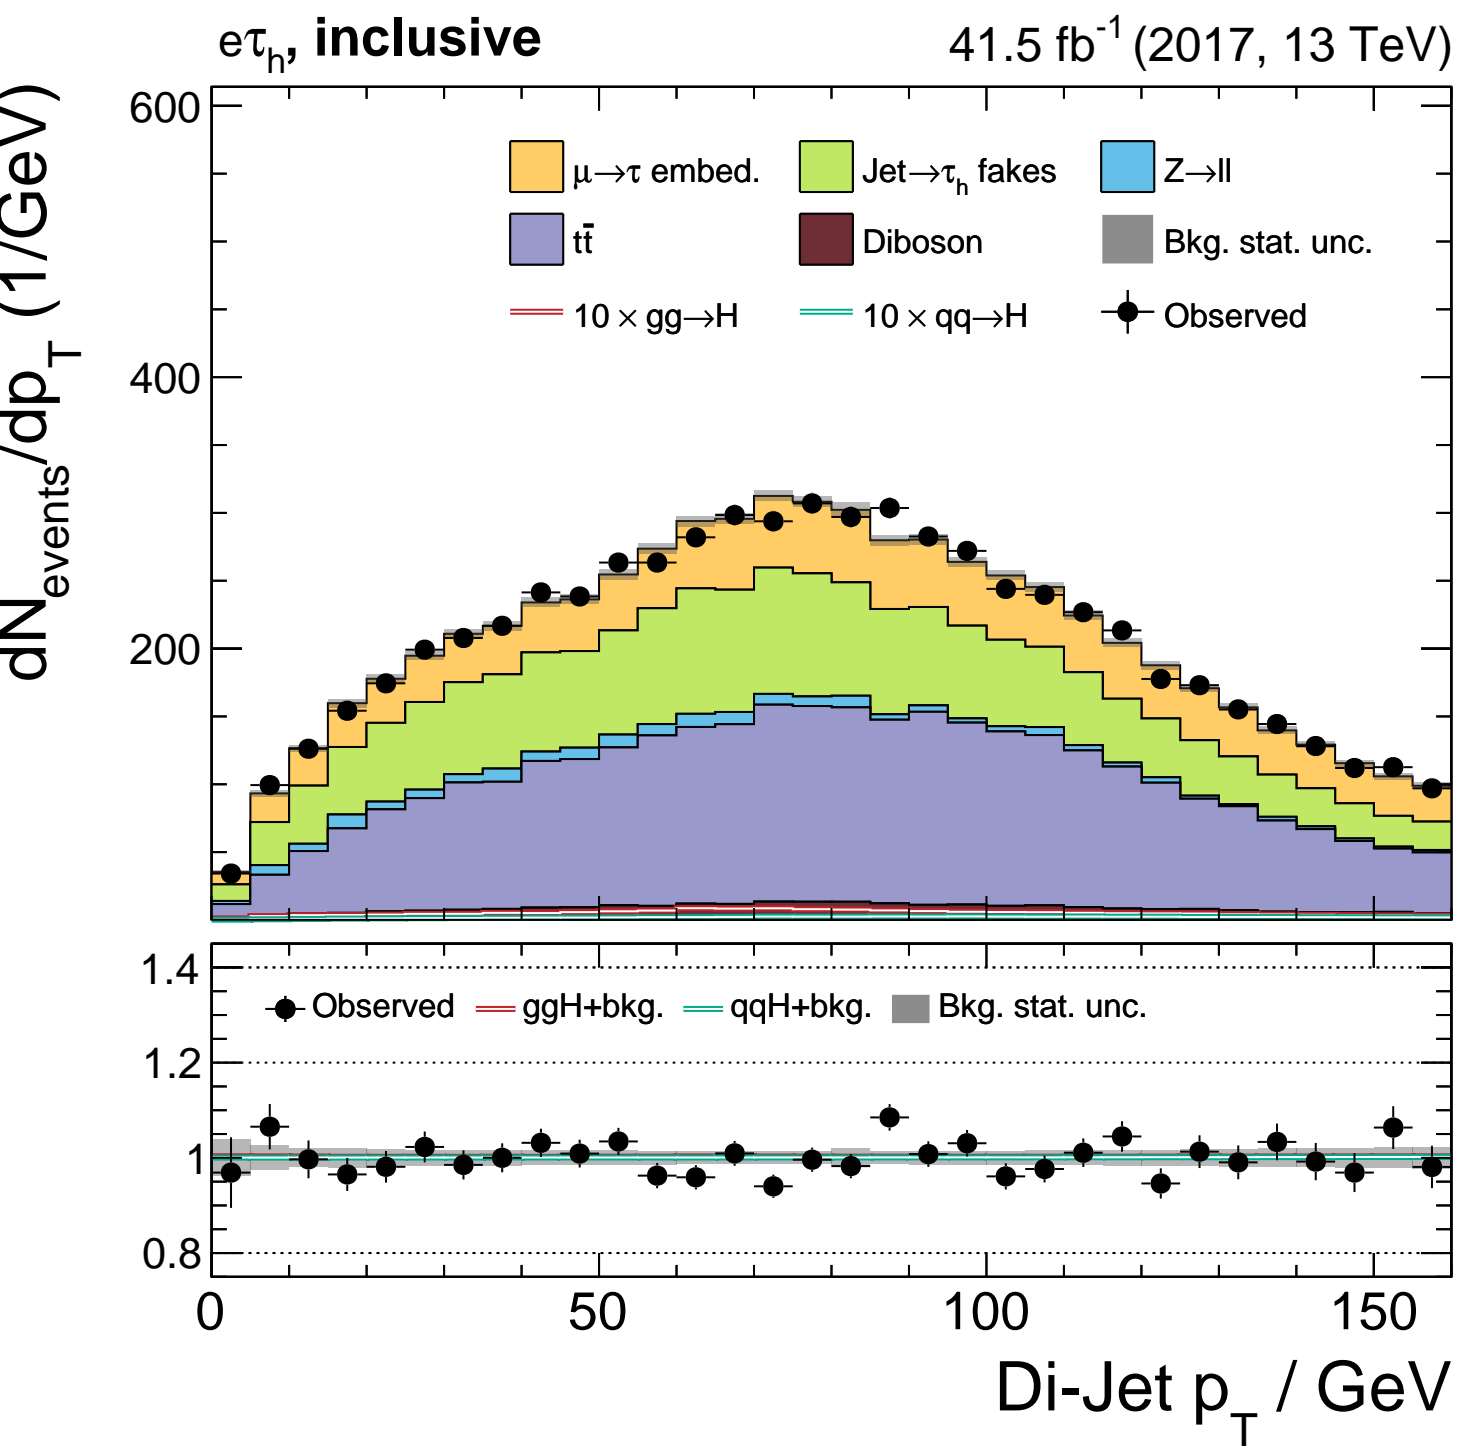 eτh, inclusive
41.5 fb-1 (2017, 13 TeV)
dNevents/dpT (1/GeV)
600
400
200
μ→τ embed.
Jet→τh fakes
Z→ll
tt̄
Diboson
Bkg. stat. unc.
10 × gg→H
10 × qq→H
Observed
1.4
1.2
1
0.8
Observed
ggH+bkg.
qqH+bkg.
Bkg. stat. unc.
0
50
100
150
Di-Jet pT / GeV